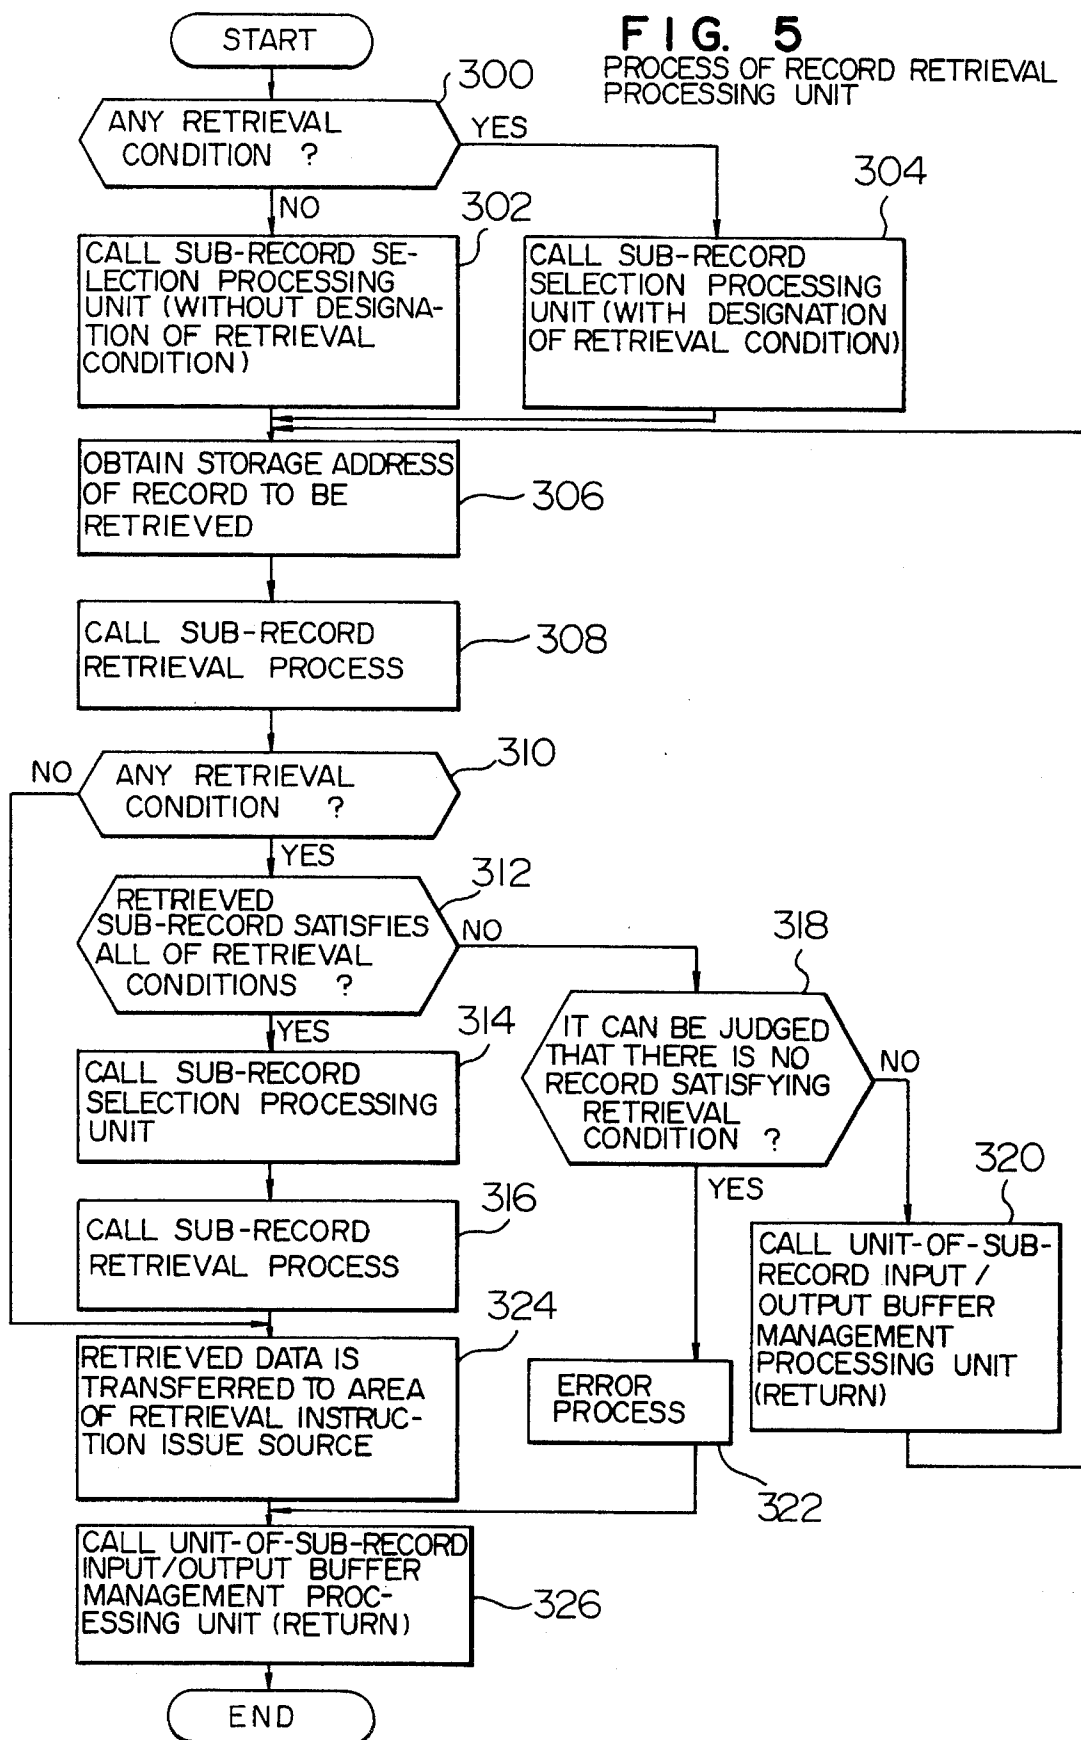 START
FIG. 5
PROCESS OF RECORD RETRIEVAL
PROCESSING UNIT
300
ANY RETRIEVAL
CONDITION ?
YES
NO
302
304
CALL SUB-RECORD SE-
LECTION PROCESSING
UNIT (WITHOUT DESIGNA-
TION OF RETRIEVAL
CONDITION)
CALL SUB-RECORD
SELECTION PROCESSING
UNIT (WITH DESIGNATION
OF RETRIEVAL CONDITION)
OBTAIN STORAGE ADDRESS
OF RECORD TO BE
RETRIEVED
306
CALL SUB-RECORD
RETRIEVAL PROCESS
308
310
NO
ANY RETRIEVAL
CONDITION ?
YES
312
RETRIEVED
SUB-RECORD SATISFIES
ALL OF RETRIEVAL
CONDITIONS ?
NO
318
YES
314
IT CAN BE JUDGED
THAT THERE IS NO
RECORD SATISFYING
RETRIEVAL
CONDITION ?
NO
CALL SUB-RECORD
SELECTION PROCESSING
UNIT
YES
320
316
CALL SUB-RECORD
RETRIEVAL PROCESS
CALL UNIT-OF-SUB-
RECORD INPUT/
OUTPUT BUFFER
MANAGEMENT
PROCESSING UNIT
(RETURN)
324
RETRIEVED DATA IS
TRANSFERRED TO AREA
OF RETRIEVAL INSTRUC-
TION ISSUE SOURCE
ERROR
PROCESS
322
CALL UNIT-OF-SUB-RECORD
INPUT/OUTPUT BUFFER
MANAGEMENT PROC-
ESSING UNIT (RETURN)
326
END